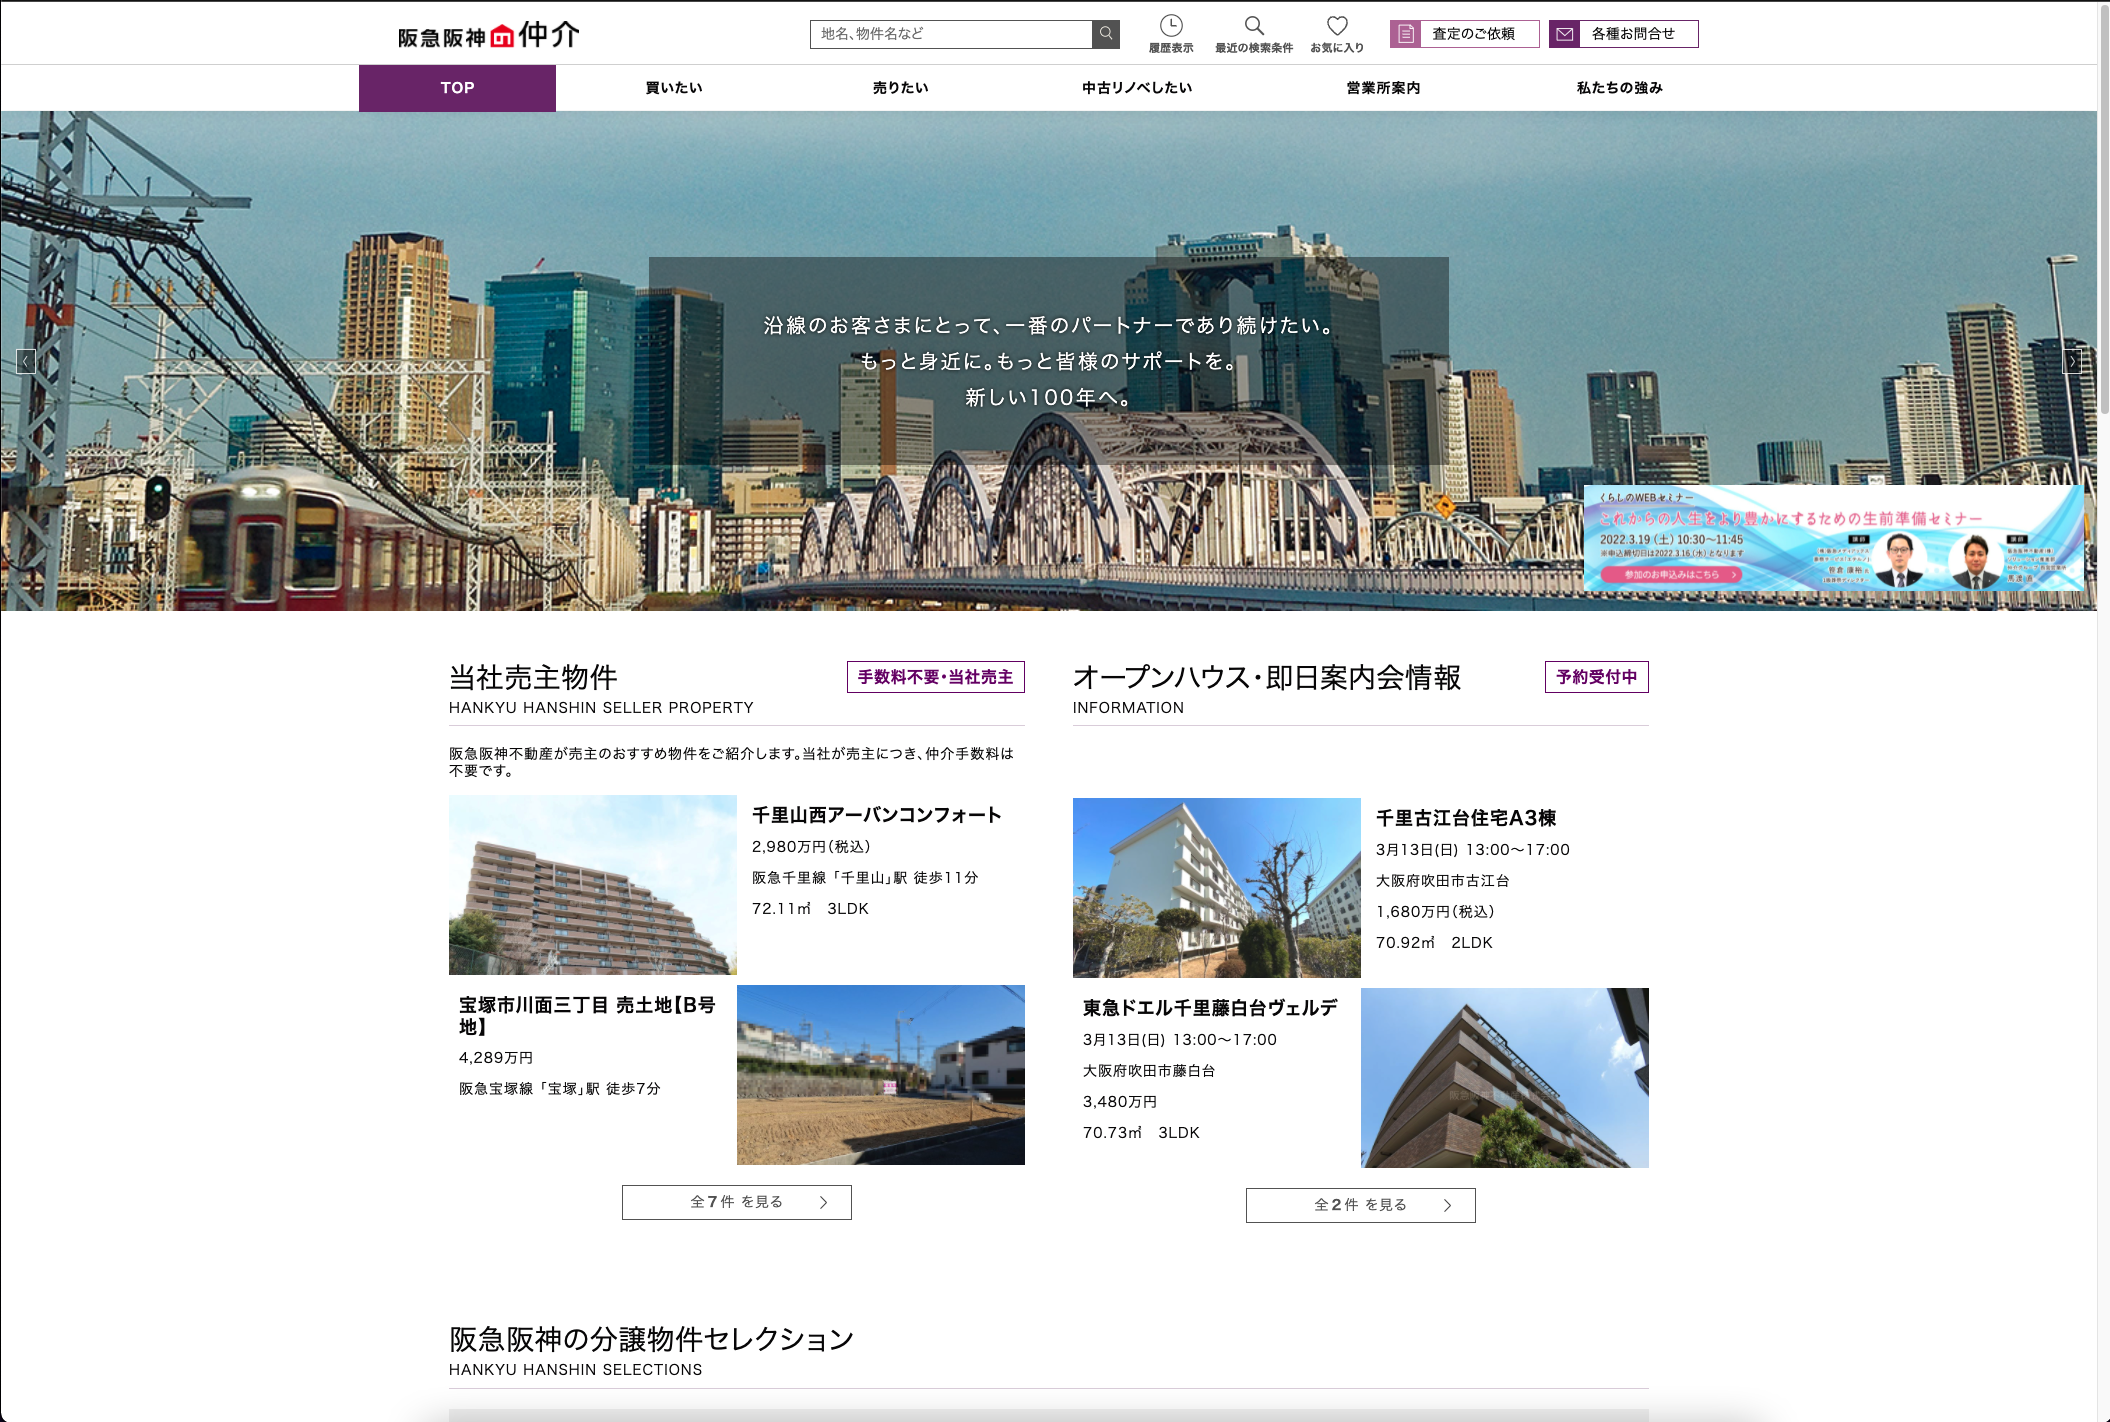 阪急阪神 仲介
地名、物件名など
履歴表示
最近の検索条件
お気に入り
査定のご依頼
各種お問合せ
TOP
買いたい
売りたい
中古リノベしたい
営業所案内
私たちの強み
沿線のお客さまにとって、一番のパートナーであり続けたい。
もっと身近に。もっと皆様のサポートを。
新しい100年へ。
くらしのWEBセミナー
これからの人生をより豊かにするための生前準備セミナー
2022.3.19（土）10:30〜11:45
※申込締切日は2022.3.16（水）となります
参加のお申込みはこちら
講師
講師
当社売主物件
手数料不要・当社売主
HANKYU HANSHIN SELLER PROPERTY
阪急阪神不動産が売主のおすすめ物件をご紹介します。当社が売主につき、仲介手数料は
不要です。
千里山西アーバンコンフォート
2,980万円（税込）
阪急千里線 「千里山」駅 徒歩11分
72.11㎡　3LDK
宝塚市川面三丁目 売土地【B号
地】
4,289万円
阪急宝塚線 「宝塚」駅 徒歩7分
全 7 件 を見る
オープンハウス・即日案内会情報
予約受付中
INFORMATION
千里古江台住宅A3棟
3月13日(日) 13:00〜17:00
大阪府吹田市古江台
1,680万円（税込）
70.92㎡　2LDK
東急ドエル千里藤白台ヴェルデ
3月13日(日) 13:00〜17:00
大阪府吹田市藤白台
3,480万円
70.73㎡　3LDK
全 2 件 を見る
阪急阪神の分譲物件セレクション
HANKYU HANSHIN SELECTIONS